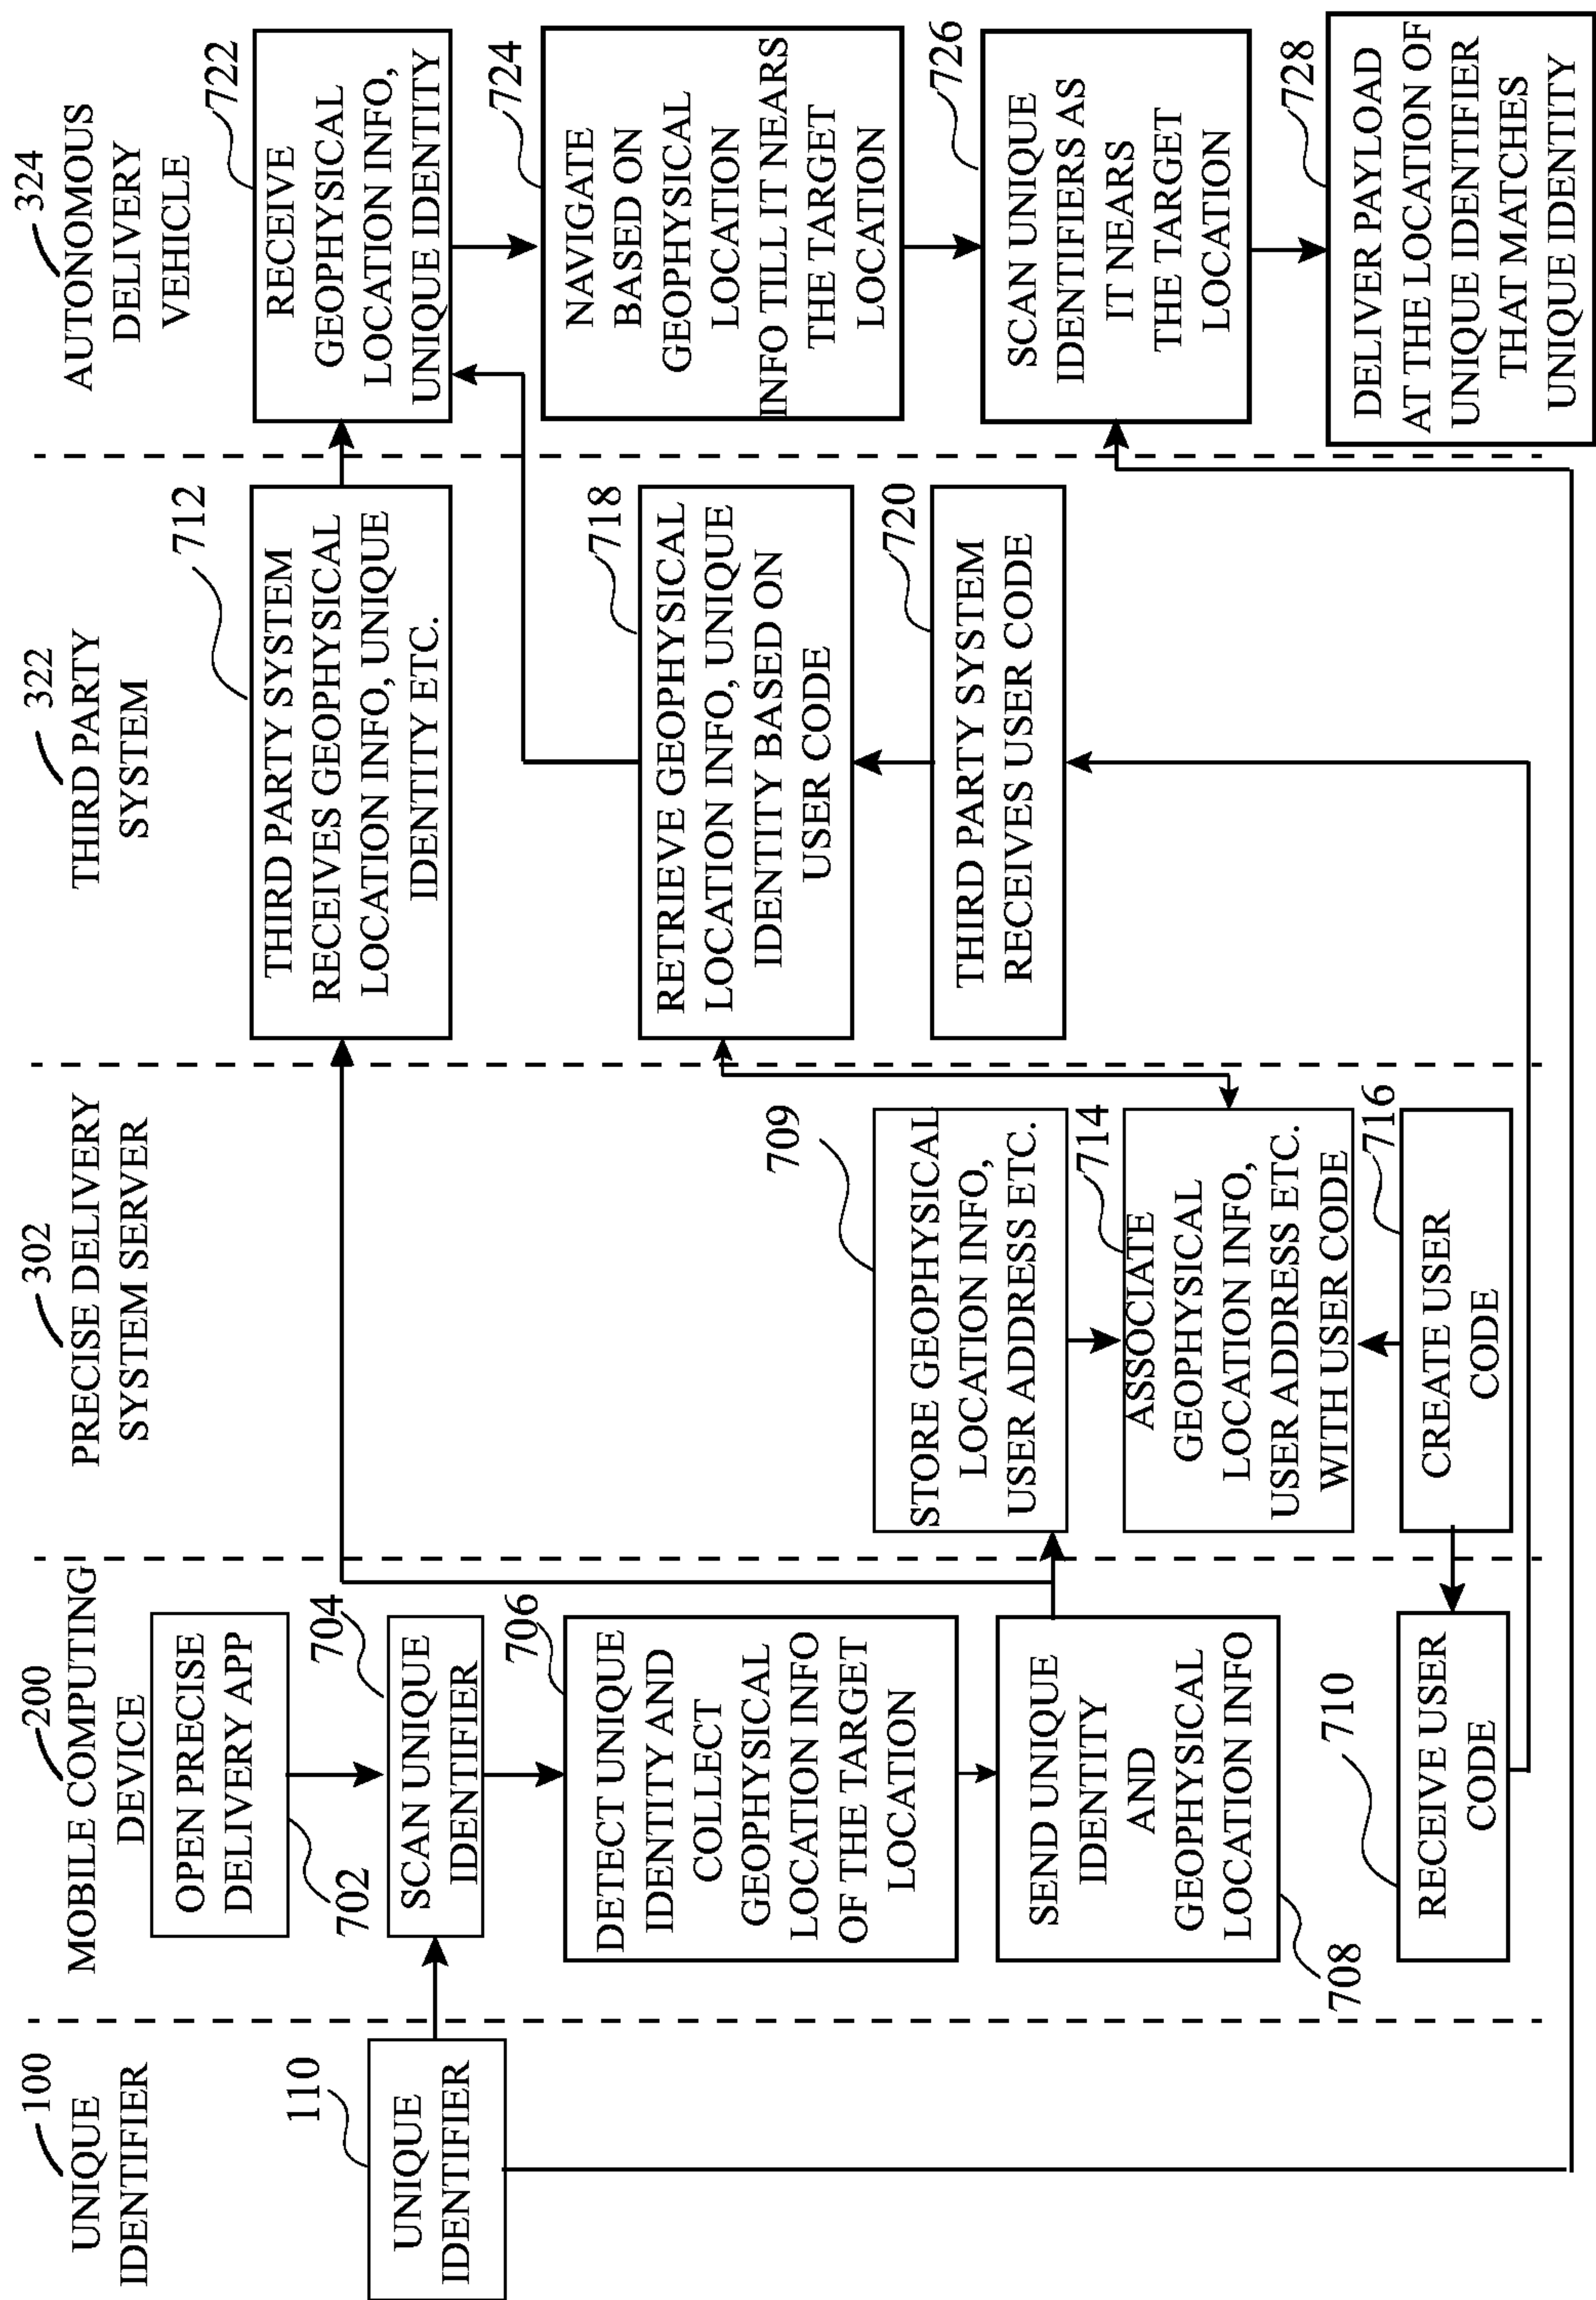 100
UNIQUE
IDENTIFIER
110
UNIQUE
IDENTIFIER
200
MOBILE COMPUTING
DEVICE
OPEN PRECISE
DELIVERY APP
702
704
SCAN UNIQUE
IDENTIFIER
706
DETECT UNIQUE
IDENTITY AND
COLLECT
GEOPHYSICAL
LOCATION INFO
OF THE TARGET
LOCATION
SEND UNIQUE
IDENTITY
AND
GEOPHYSICAL
LOCATION INFO
708
710
RECEIVE USER
CODE
302
PRECISE DELIVERY
SYSTEM SERVER
709
STORE GEOPHYSICAL
LOCATION INFO,
USER ADDRESS ETC.
714
ASSOCIATE
GEOPHYSICAL
LOCATION INFO,
USER ADDRESS ETC.
WITH USER CODE
716
CREATE USER
CODE
322
THIRD PARTY
SYSTEM
712
THIRD PARTY SYSTEM
RECEIVES GEOPHYSICAL
LOCATION INFO, UNIQUE
IDENTITY ETC.
718
RETRIEVE GEOPHYSICAL
LOCATION INFO, UNIQUE
IDENTITY BASED ON
USER CODE
720
THIRD PARTY SYSTEM
RECEIVES USER CODE
324
AUTONOMOUS
DELIVERY
VEHICLE
722
RECEIVE
GEOPHYSICAL
LOCATION INFO,
UNIQUE IDENTITY
724
NAVIGATE
BASED ON
GEOPHYSICAL
LOCATION
INFO TILL IT NEARS
THE TARGET
LOCATION
726
SCAN UNIQUE
IDENTIFIERS AS
IT NEARS
THE TARGET
LOCATION
728
DELIVER PAYLOAD
AT THE LOCATION OF
UNIQUE IDENTIFIER
THAT MATCHES
UNIQUE IDENTITY